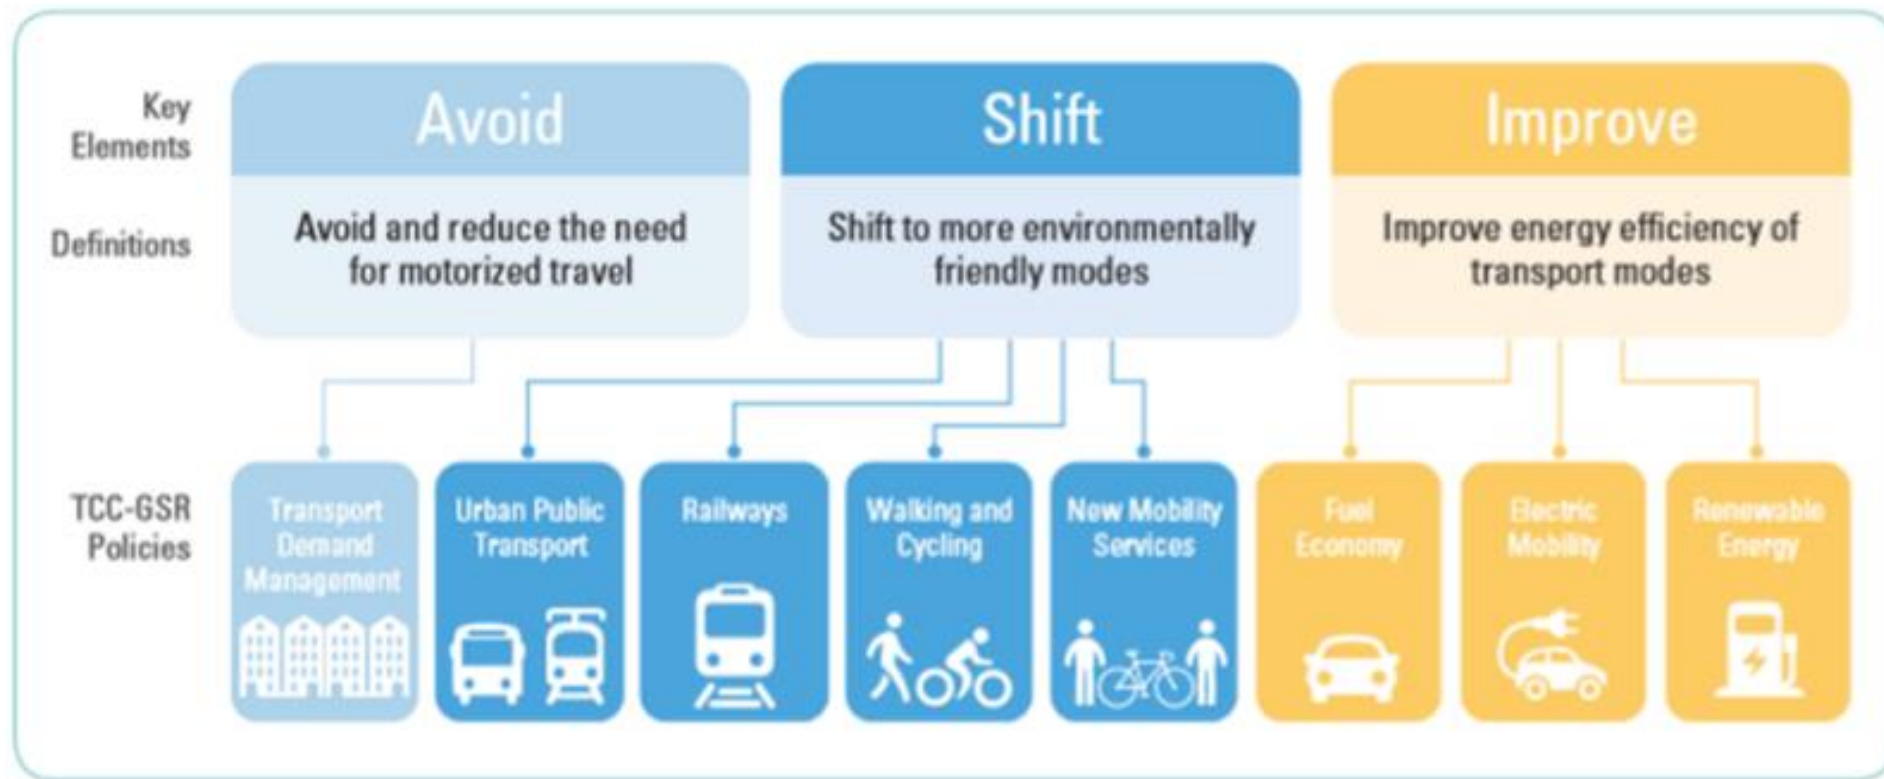 Key
Elements
Avoid
Shift
Improve
Definitions
Avoid and reduce the need
for motorized travel
Shift to more environmentally
friendly modes
Improve energy efficiency of
transport modes
TCC-GSR
Policies
Transport
Demand
Management
Urban Public
Transport
Railways
Walking and
Cycling
New Mobility
Services
Fuel
Economy
Electric
Mobility
Renewable
Energy